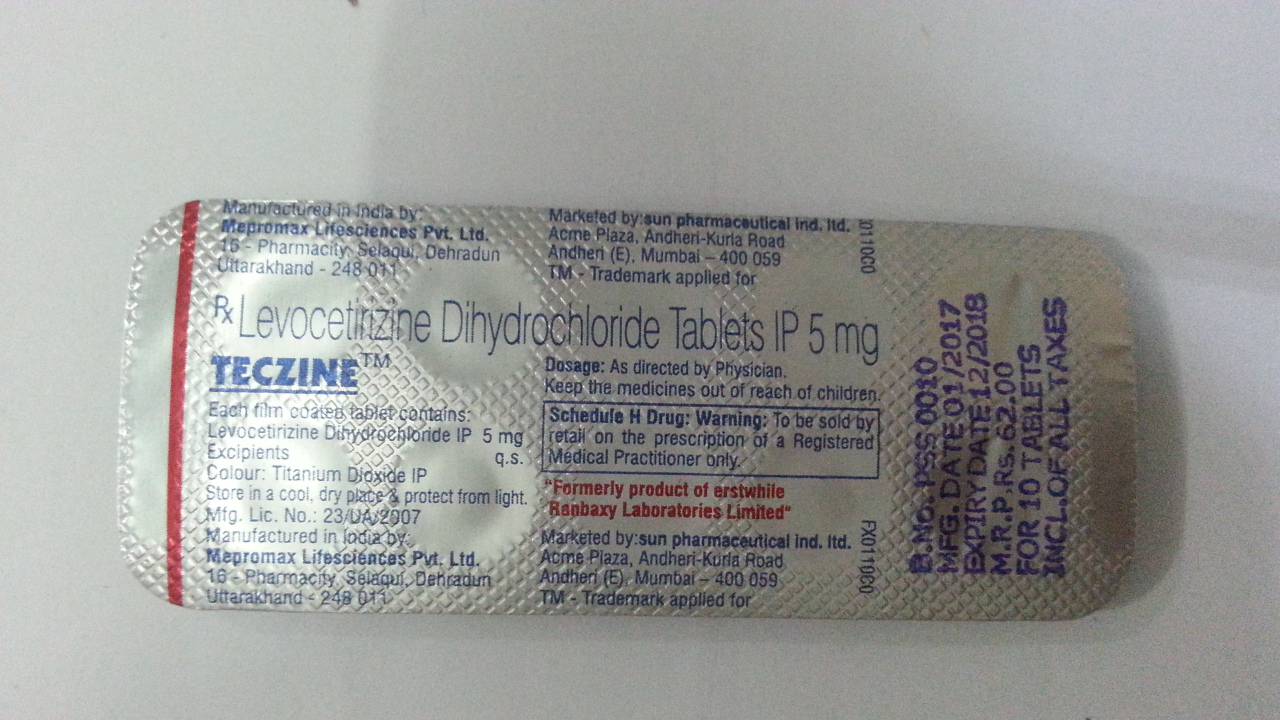 Manufactured in India by:
Mepromax Lifesciences Pvt. Ltd.
16 - Pharmacity, Selaqui, Dehradun
Uttarakhand - 248 011
Marketed by:sun pharmaceutical ind. ltd.
Acme Plaza, Andheri-Kurla Road
Andheri (E), Mumbai – 400 059
TM - Trademark applied for
0110C0
Rx Levocetirizine Dihydrochloride Tablets IP 5 mg
TECZINE™
Each film coated tablet contains:
Levocetirizine Dihydrochloride IP 5 mg
Excipients q.s.
Colour: Titanium Dioxide IP
Store in a cool, dry place & protect from light.
Mfg. Lic. No.: 23/UA/2007
Manufactured in India by:
Mepromax Lifesciences Pvt. Ltd.
16 - Pharmacity, Selaqui, Dehradun
Uttarakhand - 248 011
Dosage: As directed by Physician.
Keep the medicines out of reach of children.
Schedule H Drug: Warning: To be sold by
retail on the prescription of a Registered
Medical Practitioner only.
"Formerly product of erstwhile
Ranbaxy Laboratories Limited"
Marketed by:sun pharmaceutical ind. ltd.
Acme Plaza, Andheri-Kurla Road
Andheri (E), Mumbai – 400 059
TM - Trademark applied for
FX0110C0
B.No. PSS0010
MFG. DATE 01/2017
EXPIRY DATE 12/2018
M.R.P.Rs.62.00
FOR 10 TABLETS
INCL.OF ALL TAXES